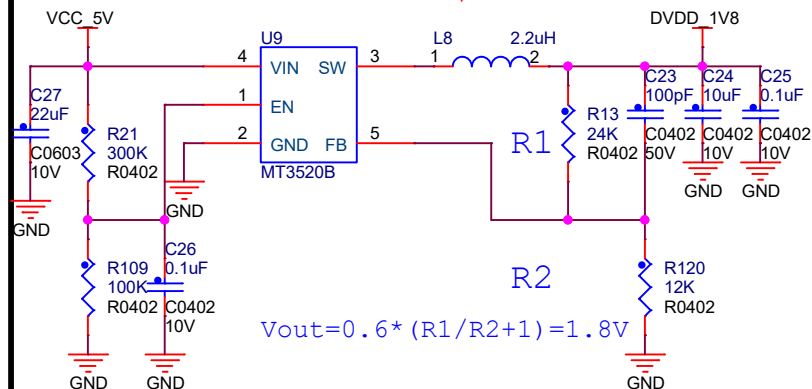 VCC_5V
DVDD_1V8
U9
L8
2.2uH
4
VIN
SW
3
1
2
1
EN
2
GND
FB
5
MT3520B
C27
22uF
C0603
10V
GND
R21
300K
R0402
GND
R1
R13
24K
R0402
C23
100pF
C0402
50V
C24
10uF
C0402
10V
GND
C25
0.1uF
C0402
10V
GND
R109
100K
R0402
GND
C26
0.1uF
C0402
10V
GND
R2
R120
12K
R0402
GND
Vout=0.6*(R1/R2+1)=1.8V